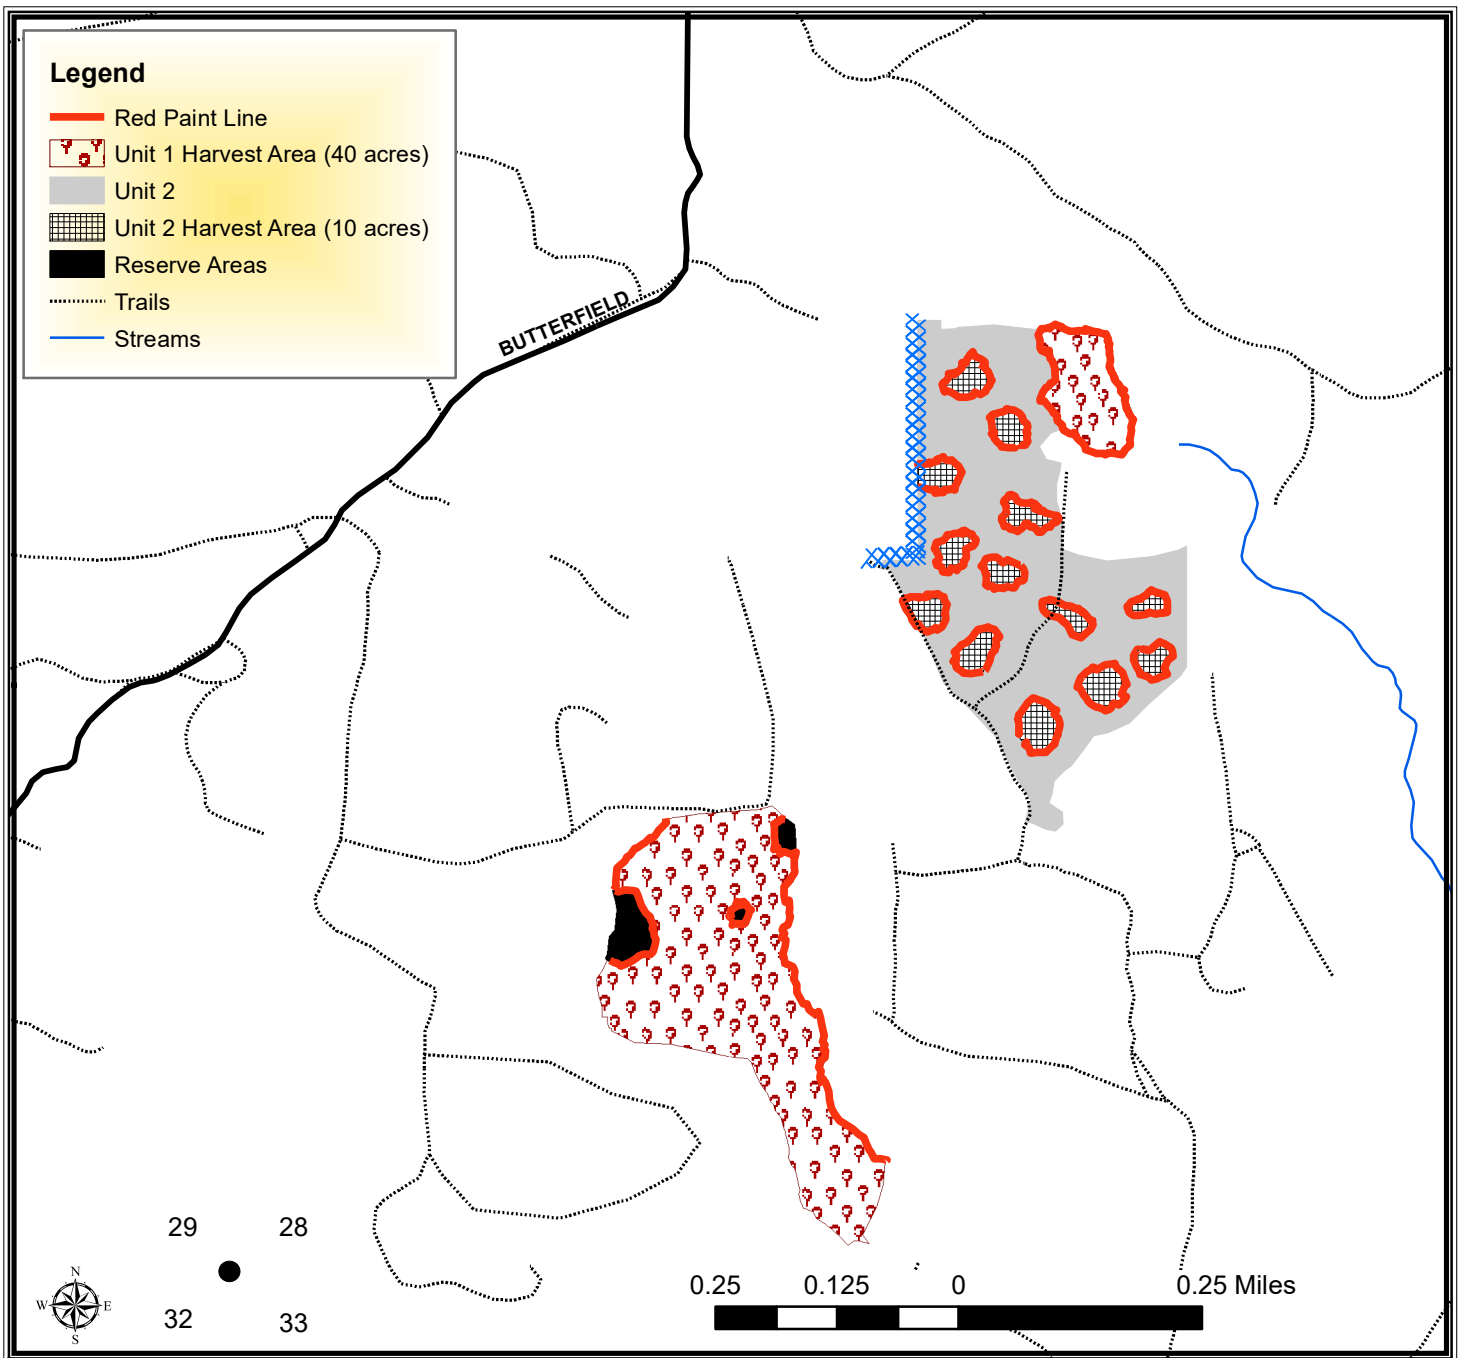 Legend
Red Paint Line
Unit 1 Harvest Area (40 acres)
Unit 2
Unit 2 Harvest Area (10 acres)
Reserve Areas
Trails
Streams
BUTTERFIELD
29 28
32 33
N
W E
S
0.25 0.125 0 0.25 Miles